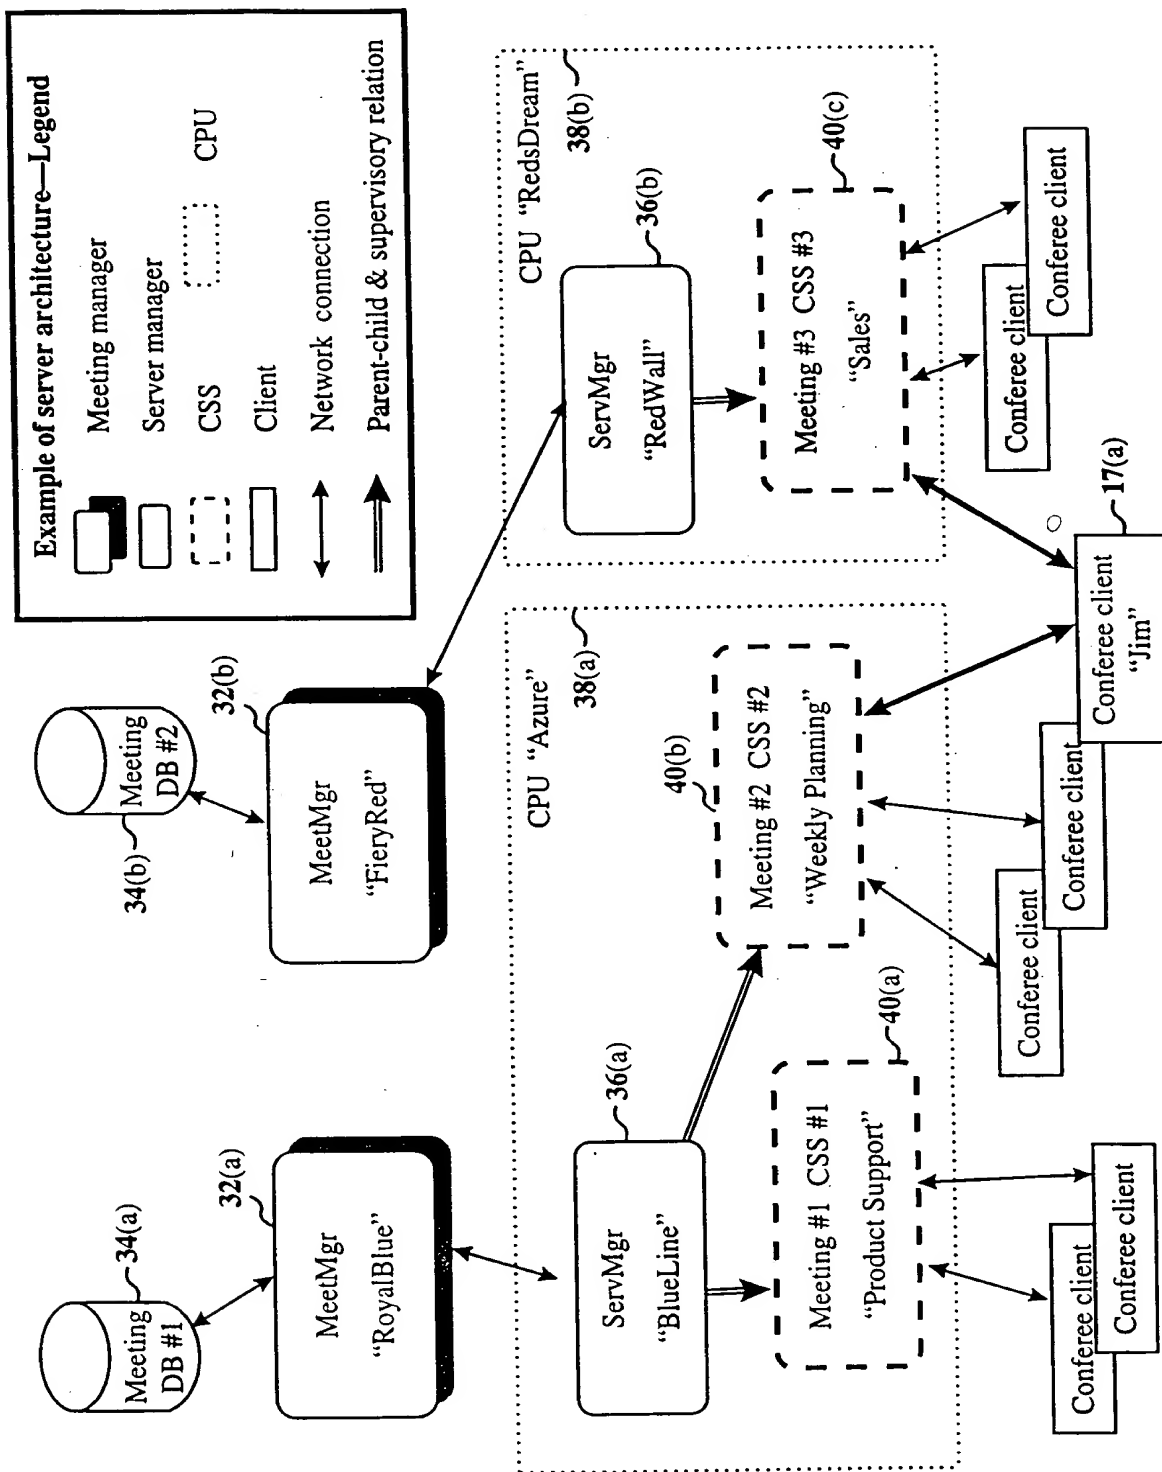 Example of server architecture—Legend
Meeting manager
Server manager
CSS
CPU
Client
Network connection
Parent-child & supervisory relation
34(a)
Meeting
DB #1
34(b)
Meeting
DB #2
32(a)
MeetMgr
"RoyalBlue"
32(b)
MeetMgr
"FieryRed"
CPU "Azure"
38(a)
CPU "RedsDream"
38(b)
ServMgr
"BlueLine"
36(a)
ServMgr
"RedWall"
36(b)
40(a)
Meeting #1 CSS #1
"Product Support"
40(b)
Meeting #2 CSS #2
"Weekly Planning"
40(c)
Meeting #3 CSS #3
"Sales"
Conferee client
Conferee client
Conferee client
Conferee client
Conferee client
"Jim"
17(a)
Conferee client
Conferee client